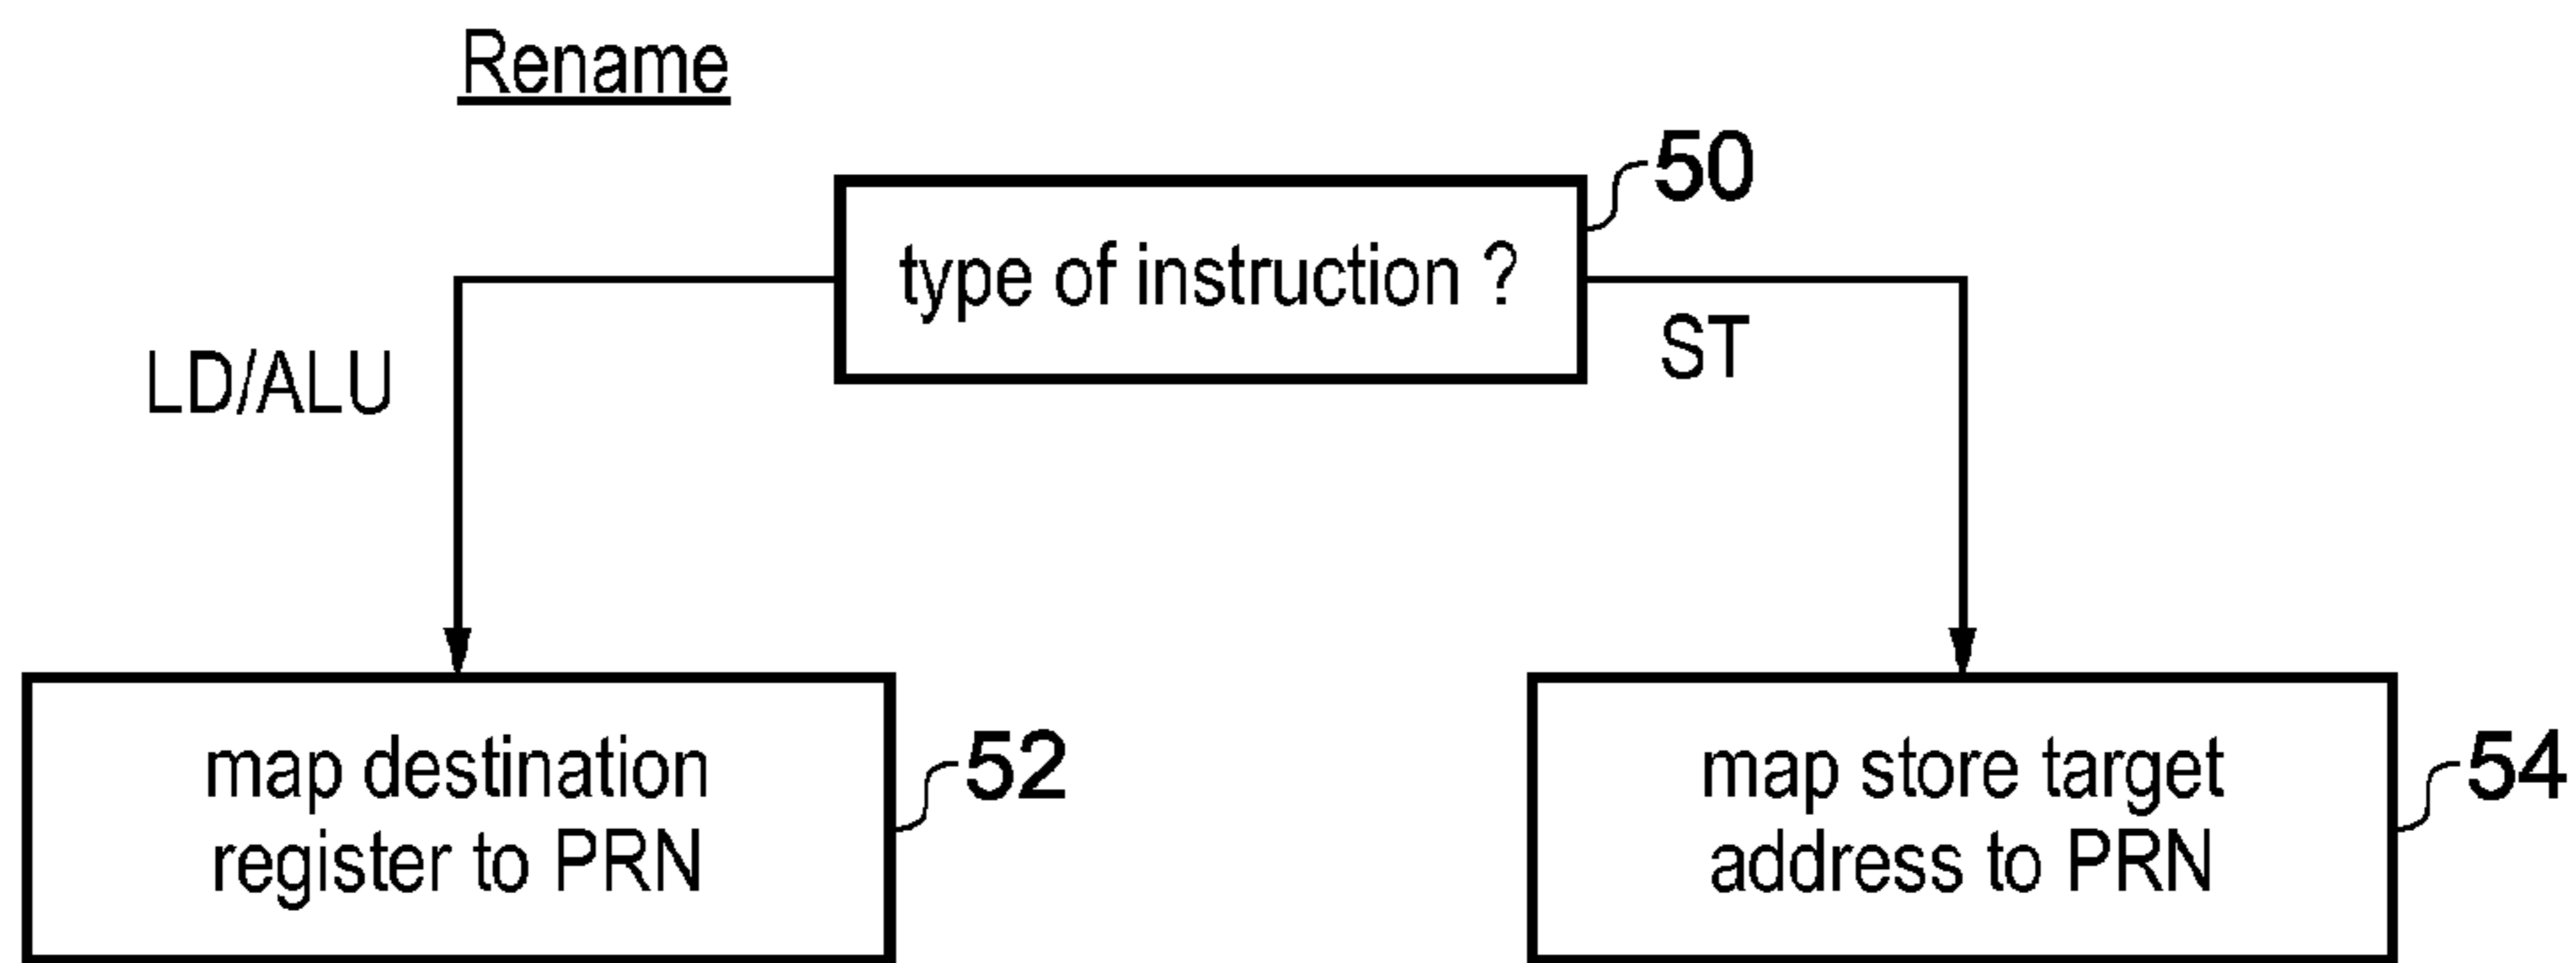 Rename
50
type of instruction ?
LD/ALU
ST
map destination
register to PRN
52
map store target
address to PRN
54